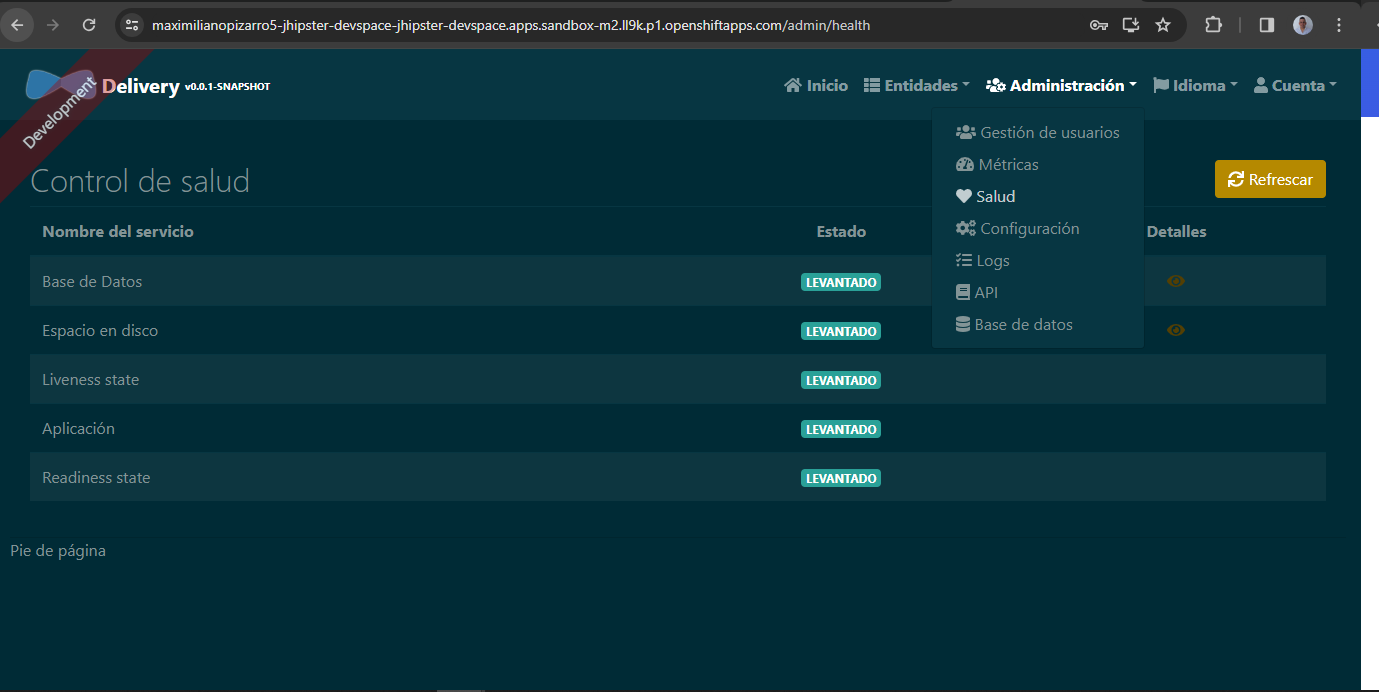 maximilianopizarro5-jhipster-devspace-jhipster-devspace.apps.sandbox-m2.ll9k.p1.openshiftapps.com/admin/health
Development
Delivery v0.0.1-SNAPSHOT
Inicio
Entidades
Administración
Idioma
Cuenta
Gestión de usuarios
Métricas
Salud
Configuración
Logs
API
Base de datos
Control de salud
Refrescar
Nombre del servicio Estado Detalles
Base de Datos LEVANTADO
Espacio en disco LEVANTADO
Liveness state LEVANTADO
Aplicación LEVANTADO
Readiness state LEVANTADO
Pie de página